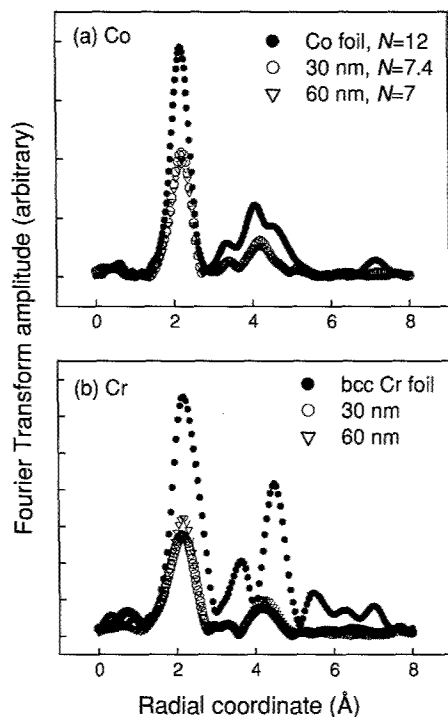 (a) Co
Co foil, N=12
30 nm, N=7.4
60 nm, N=7
0 2 4 6 8
Fourier Transform amplitude (arbitrary)
(b) Cr
bcc Cr foil
30 nm
60 nm
0 2 4 6 8
Radial coordinate (Å)